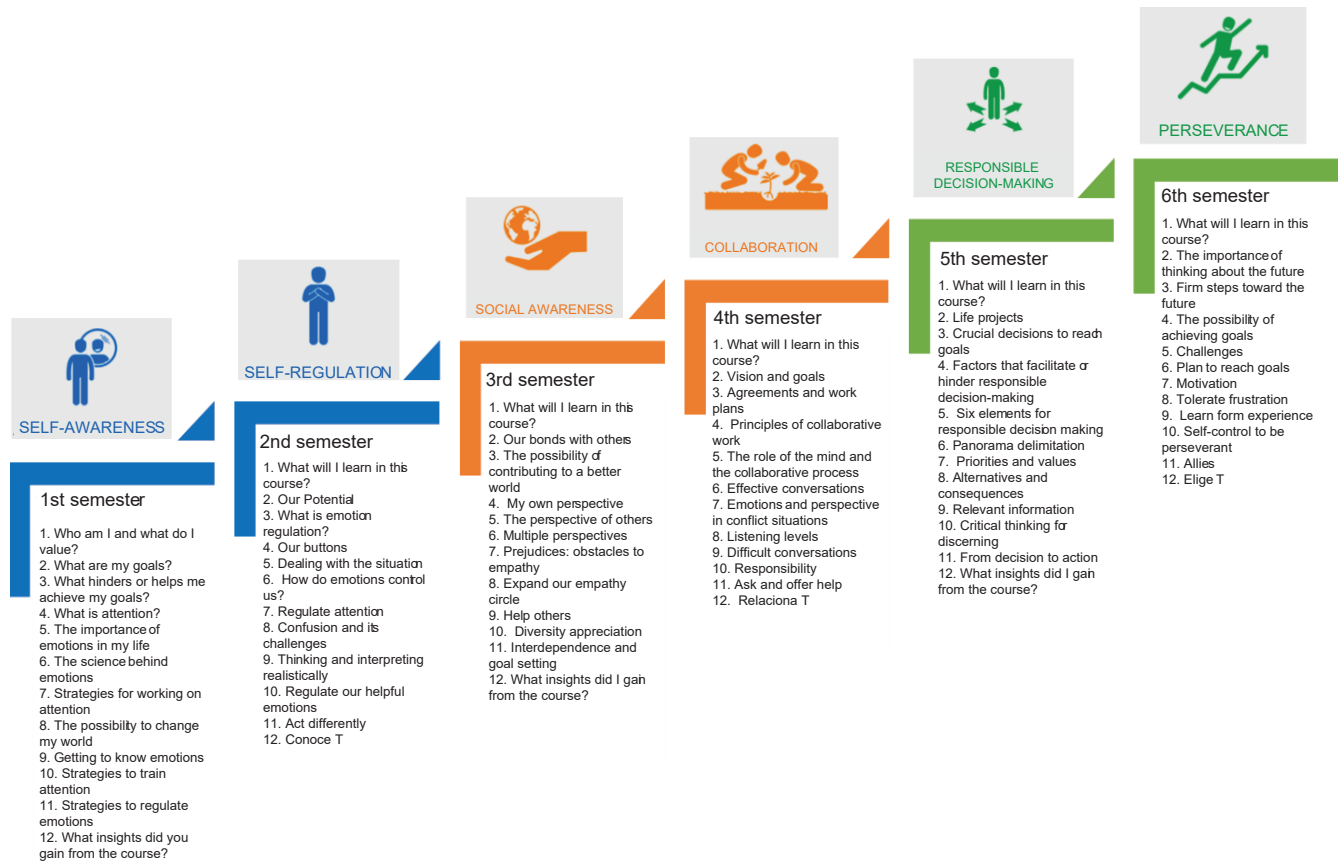 SELF-AWARENESS
1st semester
1. Who am I and what do I
value?
2. What are my goals?
3. What hinders or helps me
achieve my goals?
4. What is attention?
5. The importance of
emotions in my life
6. The science behind
emotions
7. Strategies for working on
attention
8. The possibility to change
my world
9. Getting to know emotions
10. Strategies to train
attention
11. Strategies to regulate
emotions
12. What insights did you
gain from the course?
SELF-REGULATION
2nd semester
1. What will I learn in this
course?
2. Our Potential
3. What is emotion
regulation?
4. Our buttons
5. Dealing with the situation
6. How do emotions control
us?
7. Regulate attention
8. Confusion and its
challenges
9. Thinking and interpreting
realistically
10. Regulate our helpful
emotions
11. Act differently
12. Conoce T
SOCIAL AWARENESS
3rd semester
1. What will I learn in this
course?
2. Our bonds with others
3. The possibility of
contributing to a better
world
4. My own perspective
5. The perspective of others
6. Multiple perspectives
7. Prejudices: obstacles to
empathy
8. Expand our empathy
circle
9. Help others
10. Diversity appreciation
11. Interdependence and
goal setting
12. What insights did I gain
from the course?
COLLABORATION
4th semester
1. What will I learn in this
course?
2. Vision and goals
3. Agreements and work
plans
4. Principles of collaborative
work
5. The role of the mind and
the collaborative process
6. Effective conversations
7. Emotions and perspective
in conflict situations
8. Listening levels
9. Difficult conversations
10. Responsibility
11. Ask and offer help
12. Relaciona T
RESPONSIBLE
DECISION-MAKING
5th semester
1. What will I learn in this
course?
2. Life projects
3. Crucial decisions to reach
goals
4. Factors that facilitate or
hinder responsible
decision-making
5. Six elements for
responsible decision making
6. Panorama delimitation
7. Priorities and values
8. Alternatives and
consequences
9. Relevant information
10. Critical thinking for
discerning
11. From decision to action
12. What insights did I gain
from the course?
PERSEVERANCE
6th semester
1. What will I learn in this
course?
2. The importance of
thinking about the future
3. Firm steps toward the
future
4. The possibility of
achieving goals
5. Challenges
6. Plan to reach goals
7. Motivation
8. Tolerate frustration
9. Learn form experience
10. Self-control to be
perseverant
11. Allies
12. Elige T